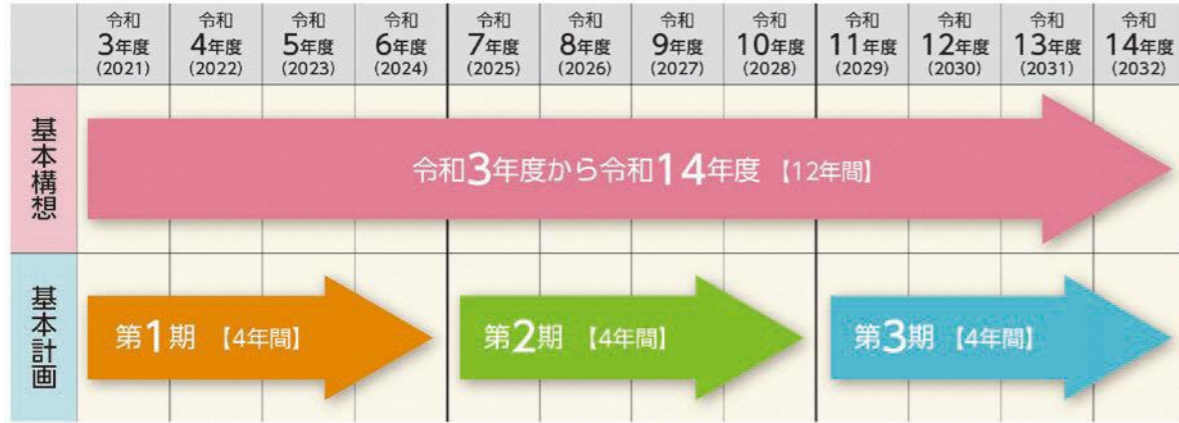 令和 令和 令和 令和 令和 令和 令和 令和 令和 令和 令和 令和
3年度 4年度 5年度 6年度 7年度 8年度 9年度 10年度 11年度 12年度 13年度 14年度
(2021) (2022) (2023) (2024) (2025) (2026) (2027) (2028) (2029) (2030) (2031) (2032)
基本構想
令和3年度から令和14年度 【12年間】
基本計画
第1期 【4年間】 第2期 【4年間】 第3期 【4年間】